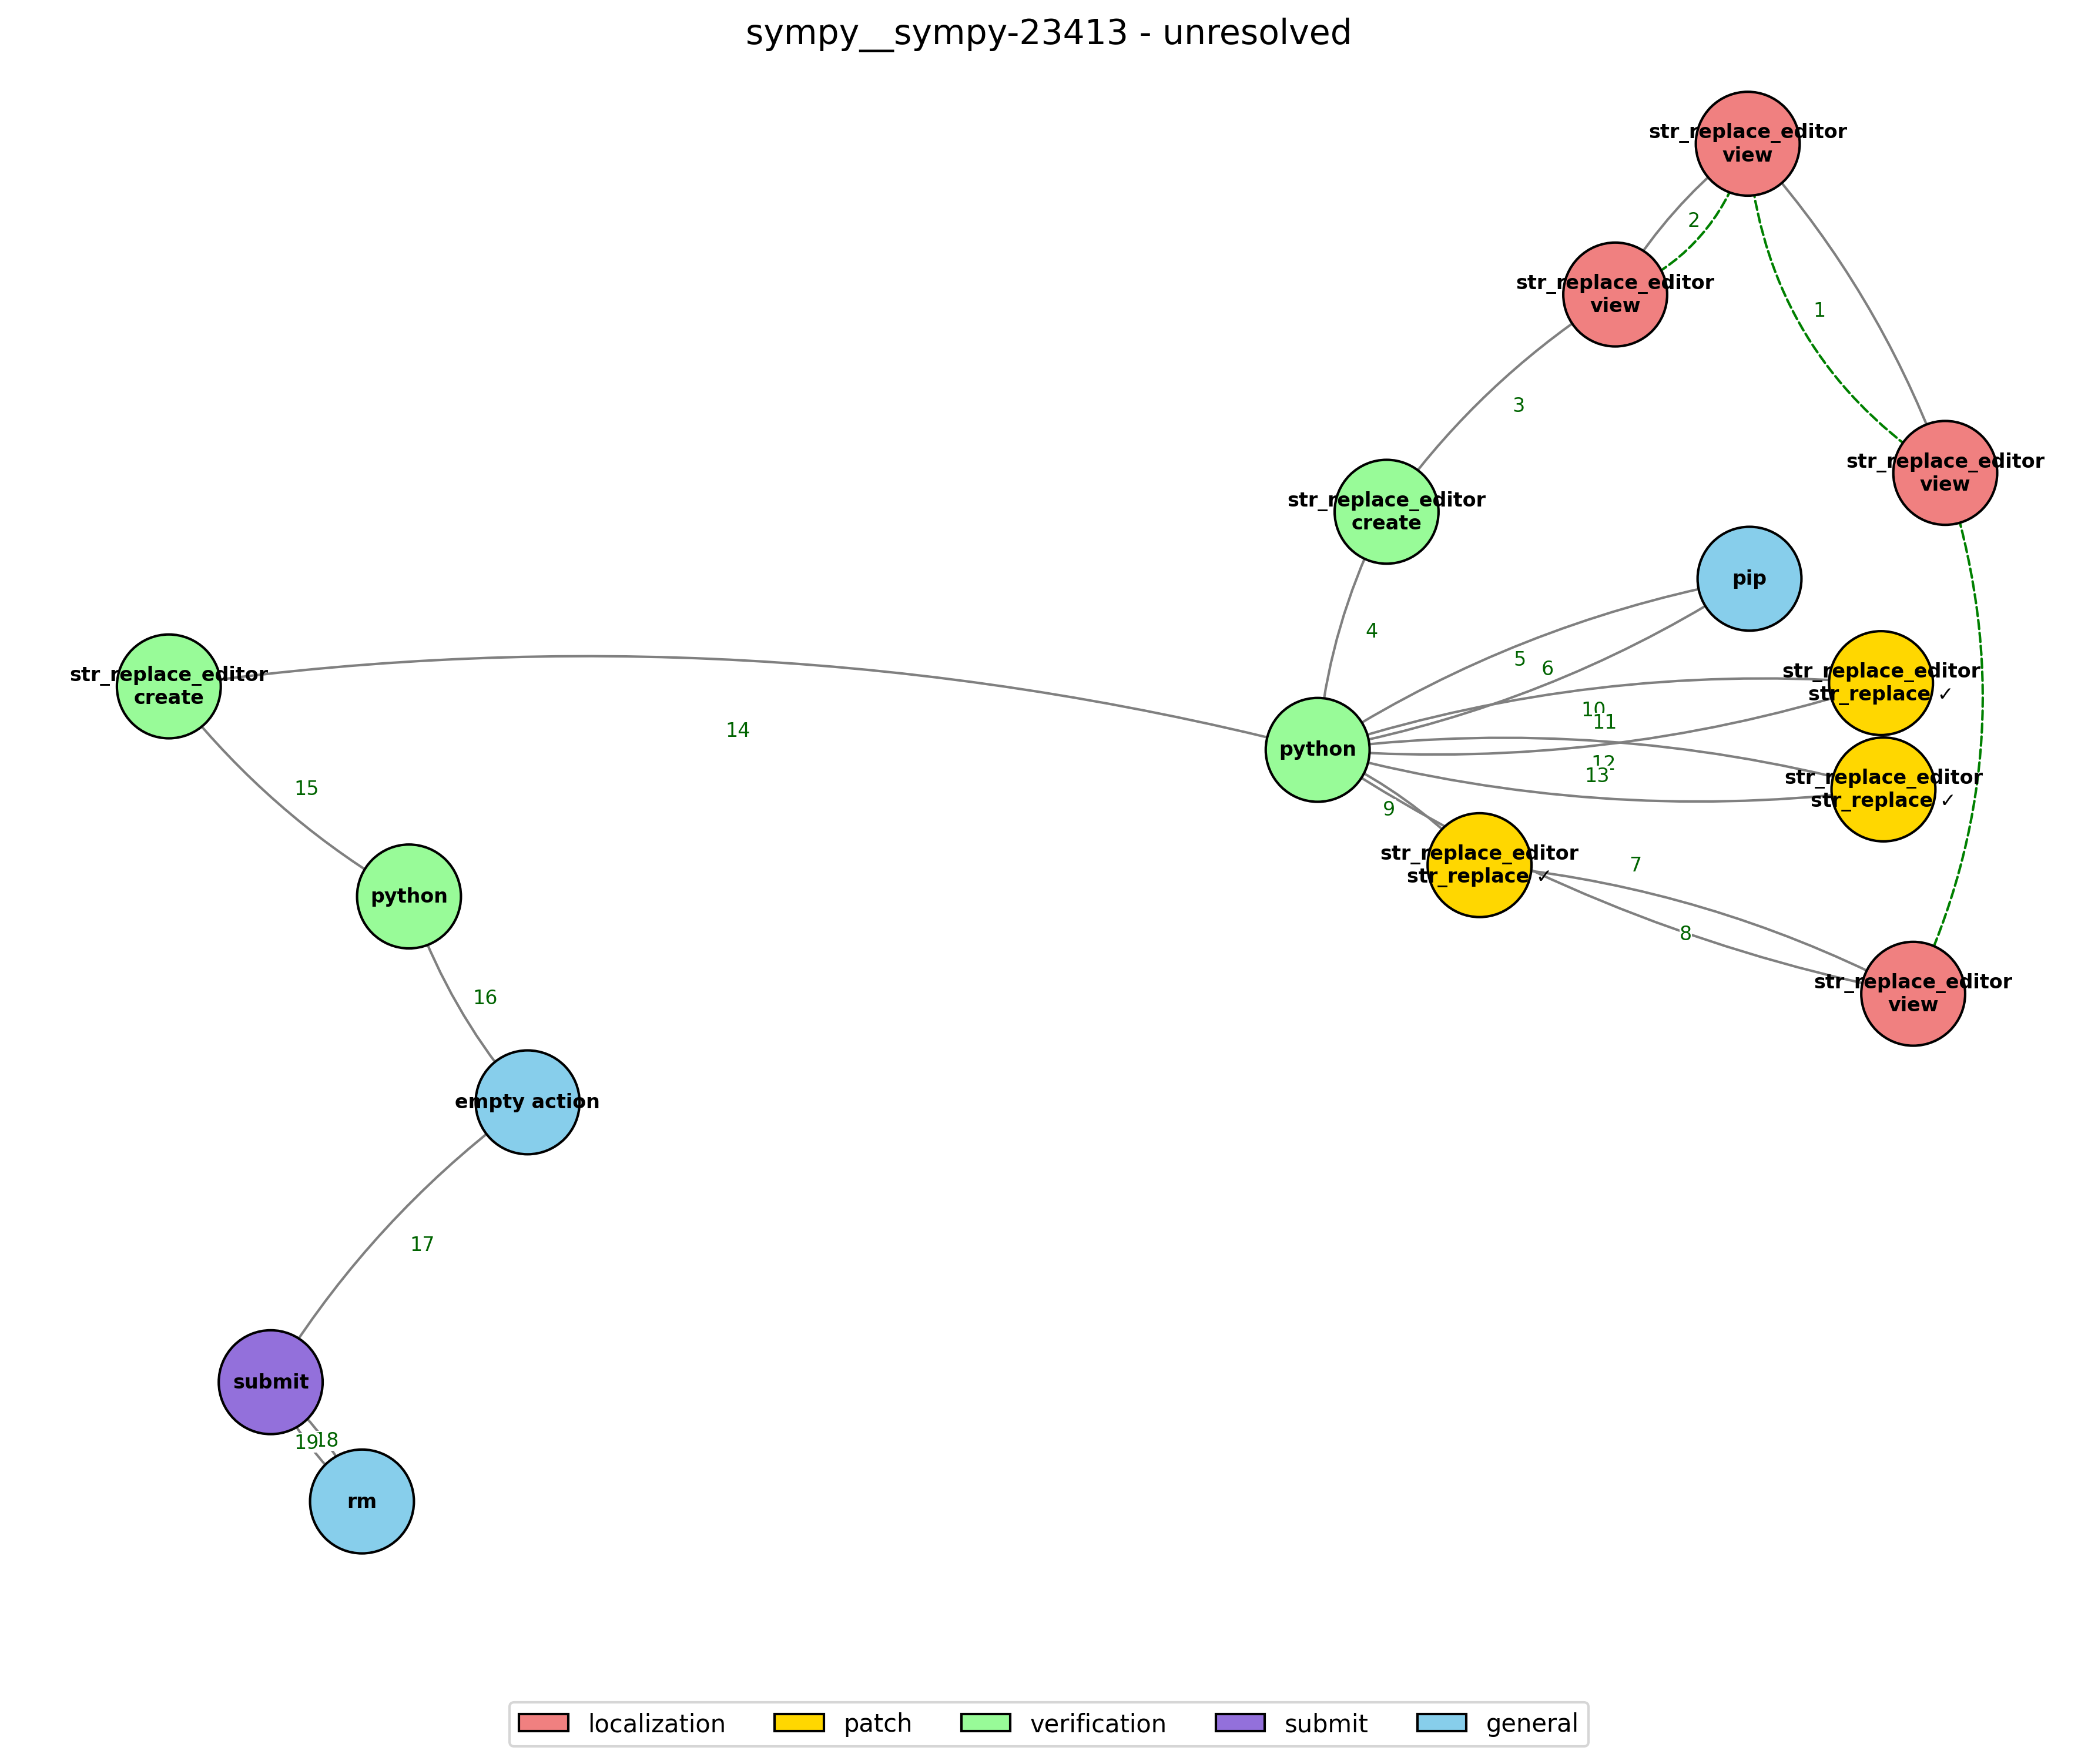 sympy__sympy-23413 - unresolved
str_replace_editor
view
2
str_replace_editor
view
1
3
str_replace_editor
view
str_replace_editor
create
pip
4
5
6
str_replace_editor
create
str_replace_editor
str_replace ✓
10
11
14
python
12
13
str_replace_editor
str_replace ✓
15
9
str_replace_editor
str_replace ✓
7
python
8
str_replace_editor
view
16
empty action
17
submit
19
18
rm
localization
patch
verification
submit
general